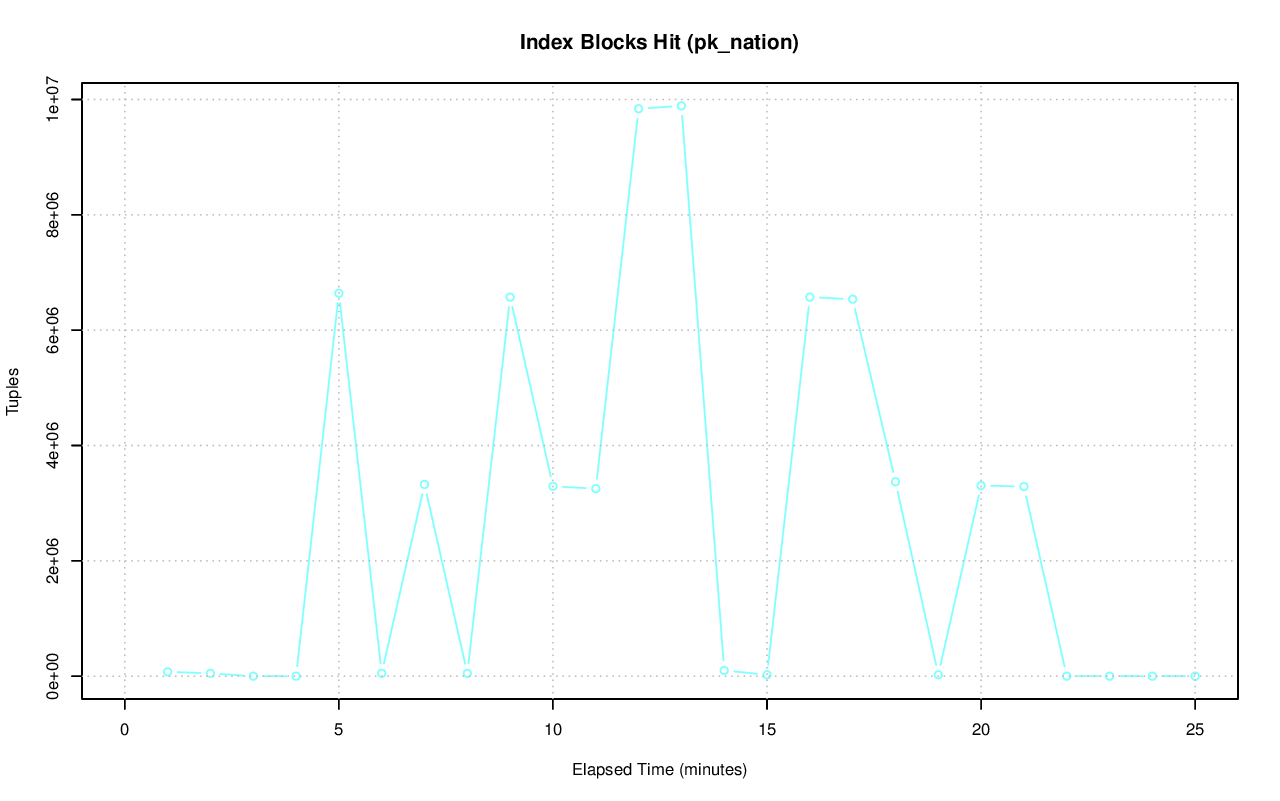 Index Blocks Hit (pk_nation)
1e+07
8e+06
6e+06
4e+06
2e+06
0e+00
Tuples
0 5 10 15 20 25
Elapsed Time (minutes)